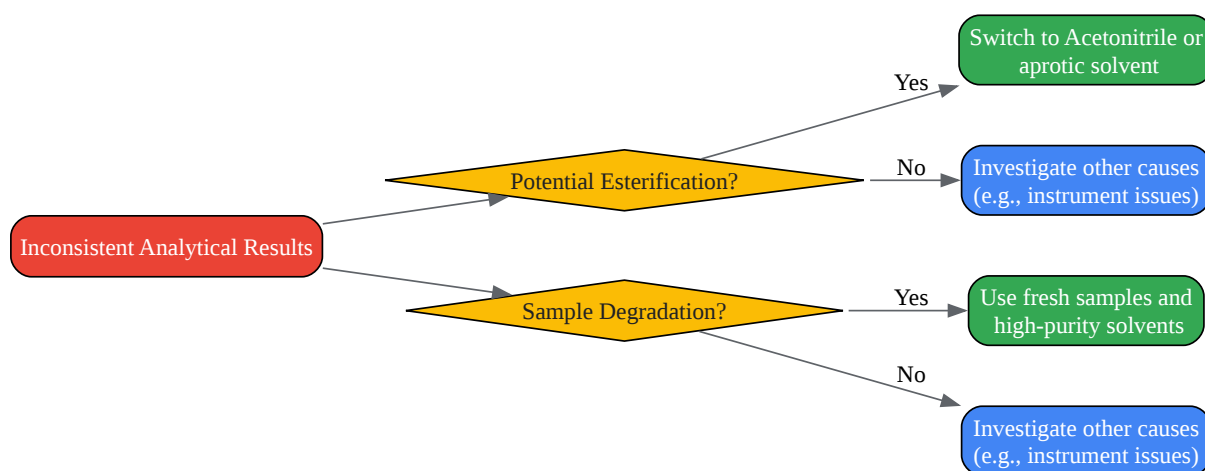 Switch to Acetonitrile or
aprotic solvent
Yes
Potential Esterification?
No
Investigate other causes
(e.g., instrument issues)
Inconsistent Analytical Results
Sample Degradation?
Yes
Use fresh samples and
high-purity solvents
No
Investigate other causes
(e.g., instrument issues)